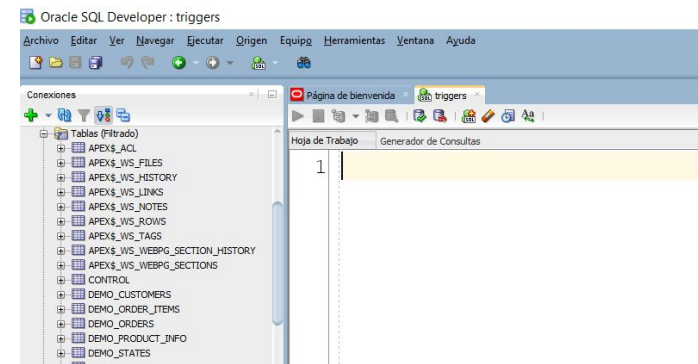 Oracle SQL Developer : triggers
Archivo Editar Ver Navegar Ejecutar Origen Equipo Herramientas Ventana Ayuda
Conexiones
Tablas (Filtrado)
APEX$_ACL
APEX$_WS_FILES
APEX$_WS_HISTORY
APEX$_WS_LINKS
APEX$_WS_NOTES
APEX$_WS_ROWS
APEX$_WS_TAGS
APEX$_WS_WEBPG_SECTION_HISTORY
APEX$_WS_WEBPG_SECTIONS
CONTROL
DEMO_CUSTOMERS
DEMO_ORDER_ITEMS
DEMO_ORDERS
DEMO_PRODUCT_INFO
DEMO_STATES
Página de bienvenida triggers
Hoja de Trabajo Generador de Consultas
1